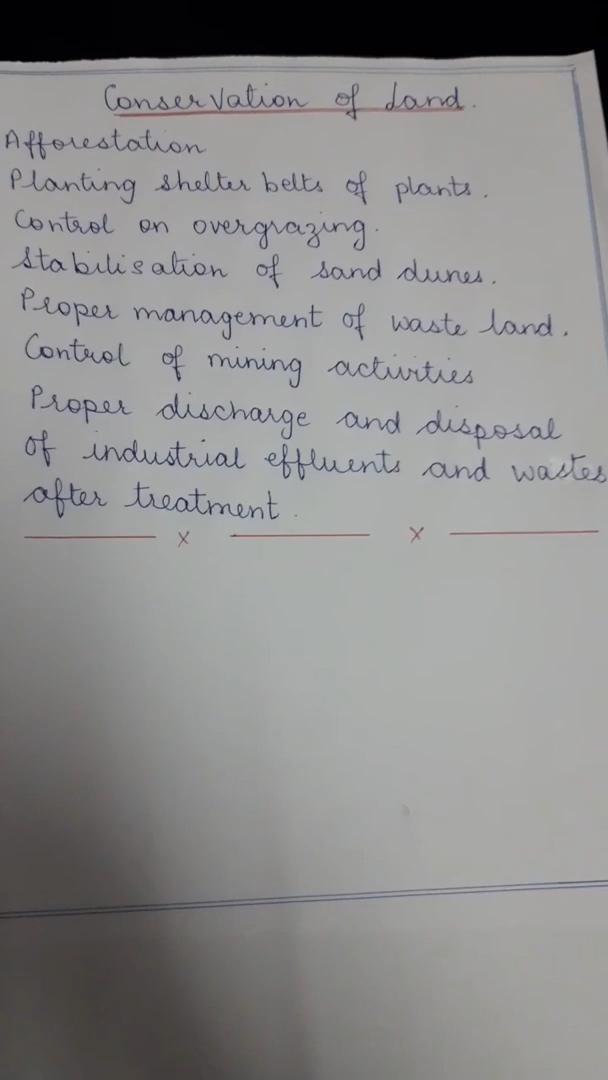 Conservation of Land.
Afforestation
Planting shelter belts of plants.
Control on overgrazing.
Stabilisation of sand dunes.
Proper management of waste land.
Control of mining activities
Proper discharge and disposal
of industrial effluents and wastes
after treatment.
x x